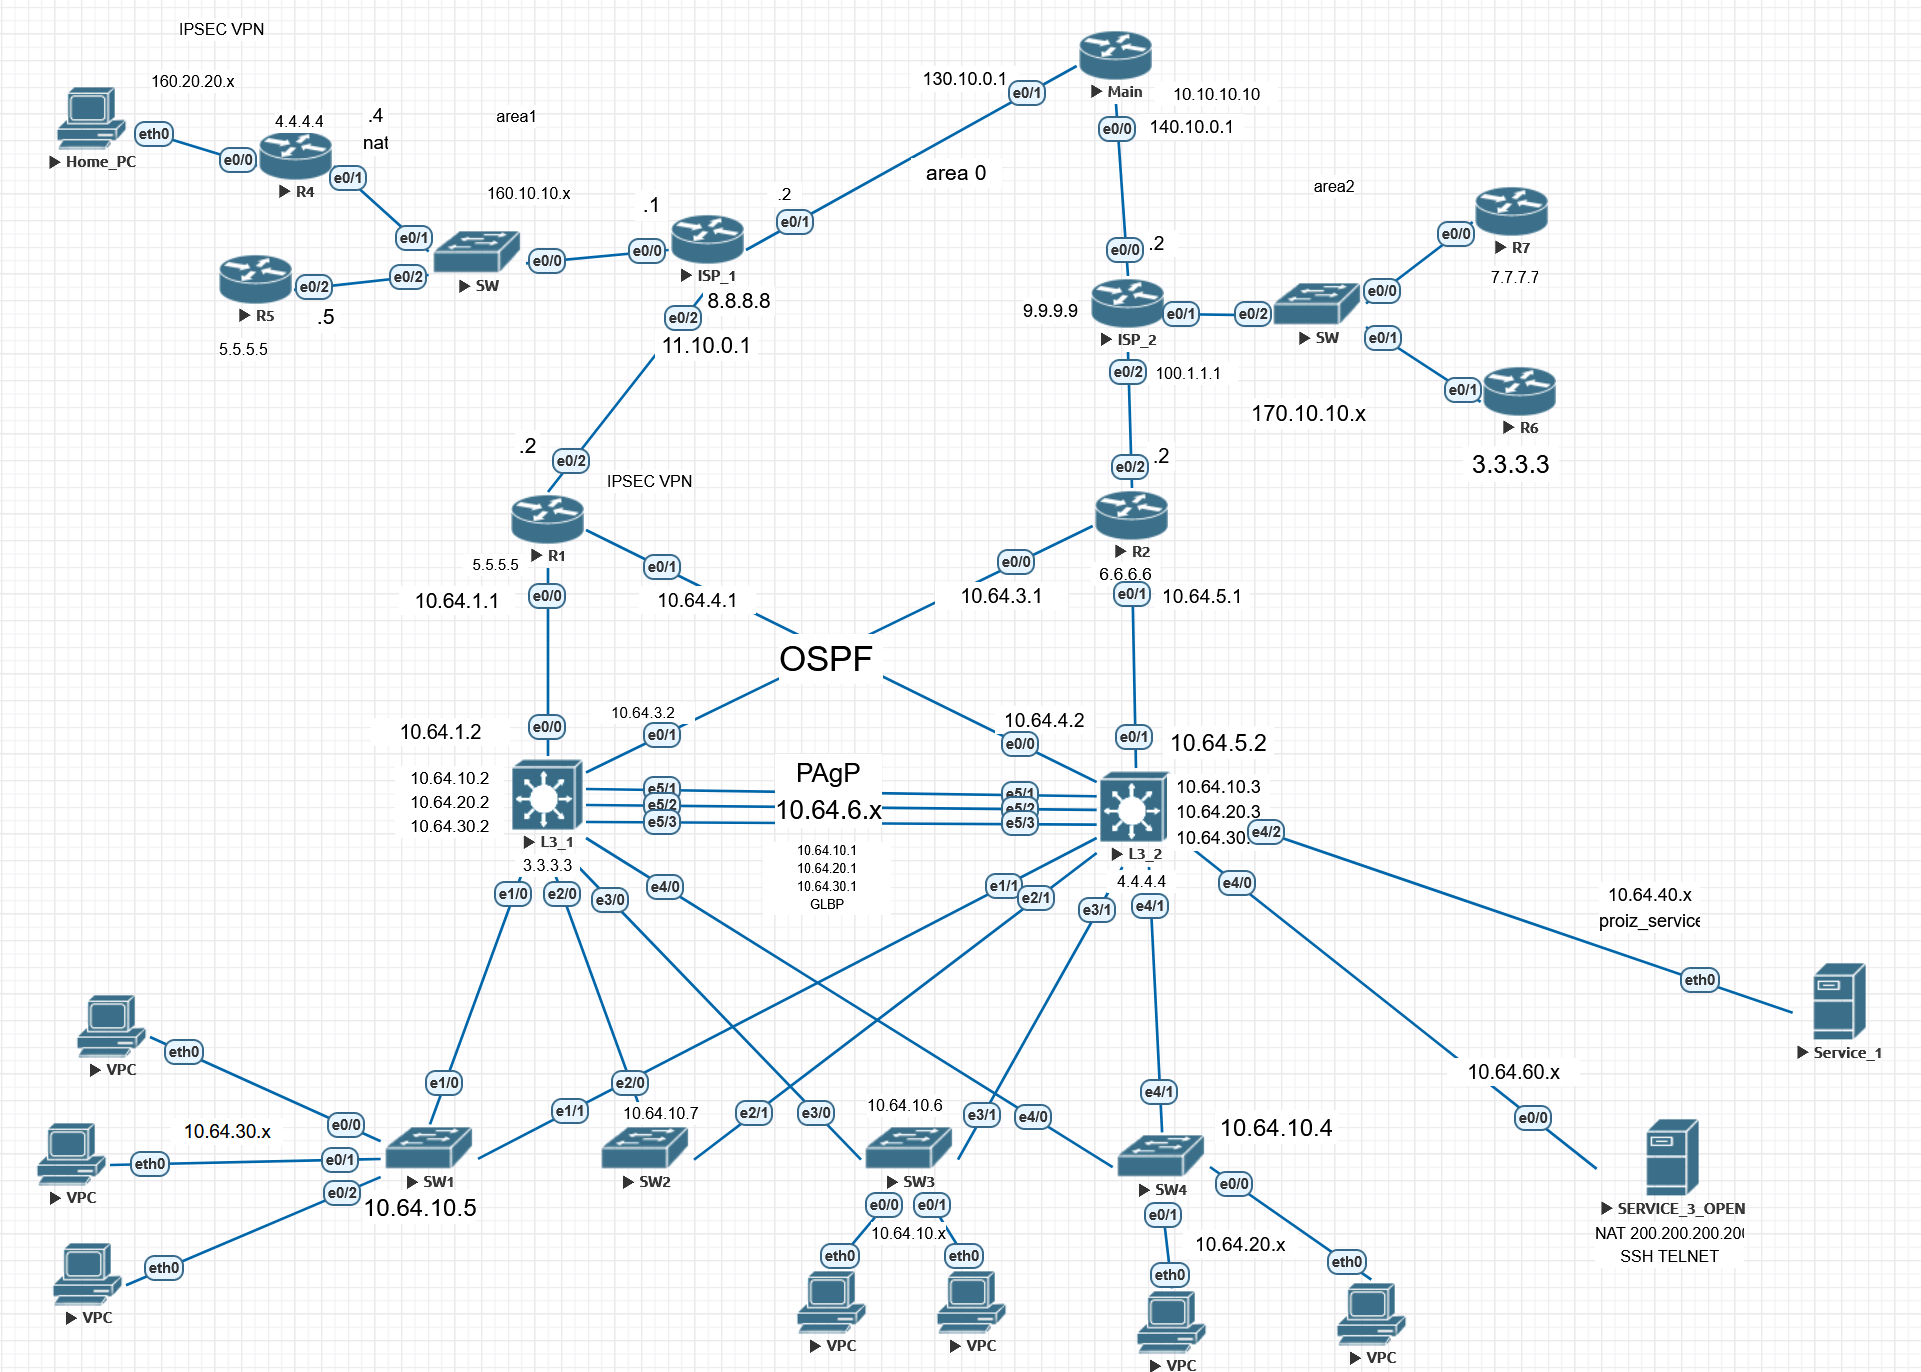 IPSEC VPN
160.20.20.x
eth0
Home_PC
e0/0
4.4.4.4
R4
.4
nat
e0/1
area1
130.10.0.1
e0/1
Main
10.10.10.10
e0/0
140.10.0.1
area 0
160.10.10.x
.1
.2
e0/1
e0/1
e0/0
e0/0
SW
ISP_1
8.8.8.8
e0/2
11.10.0.1
R5
e0/2
.5
5.5.5.5
e0/2
area2
e0/0
.2
9.9.9.9
ISP_2
e0/1
e0/2
SW
e0/0
e0/0
R7
7.7.7.7
e0/1
e0/1
R6
3.3.3.3
170.10.10.x
e0/2
100.1.1.1
.2
e0/2
IPSEC VPN
R1
5.5.5.5
10.64.1.1
e0/0
e0/1
10.64.4.1
e0/2
.2
R2
6.6.6.6
e0/0
10.64.3.1
e0/1
10.64.5.1
OSPF
10.64.1.2
e0/0
10.64.3.2
e0/1
10.64.4.2
e0/0
e0/1
10.64.5.2
10.64.10.2
10.64.20.2
10.64.30.2
L3_1
3.3.3.3
PAgP
10.64.6.x
e5/1
e5/2
e5/3
e5/1
e5/2
e5/3
10.64.10.1
10.64.20.1
10.64.30.1
GLBP
10.64.10.3
10.64.20.3
10.64.30.
e4/2
L3_2
4.4.4.4
e1/0
e2/0
e3/0
e4/0
e1/1
e2/1
e3/1
e4/1
e4/0
10.64.40.x
proiz_service
eth0
Service_1
VPC
eth0
e1/0
e0/0
10.64.30.x
VPC
eth0
e0/1
e0/2
SW1
10.64.10.5
VPC
eth0
e1/1
e2/0
10.64.10.7
e2/1
SW2
e3/0
10.64.10.6
e3/1
SW3
e0/0
e0/1
10.64.10.x
eth0
eth0
VPC
VPC
e4/0
e4/1
10.64.10.4
SW4
e0/0
e0/1
10.64.20.x
eth0
eth0
VPC
VPC
10.64.60.x
e0/0
SERVICE_3_OPEN
NAT 200.200.200.20
SSH TELNET